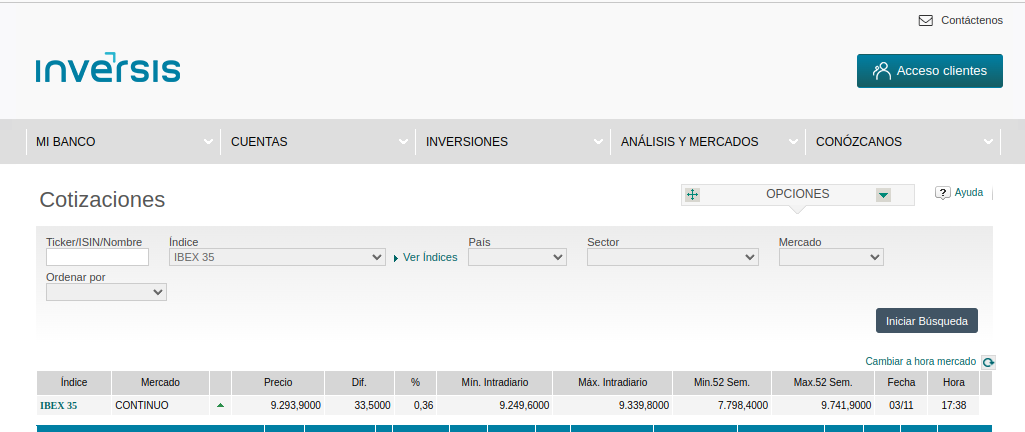 Contáctenos
inversis
Acceso clientes
MI BANCO CUENTAS INVERSIONES ANÁLISIS Y MERCADOS CONÓZCANOS
Cotizaciones OPCIONES ? Ayuda
Ticker/ISIN/Nombre Índice País Sector Mercado
IBEX 35 Ver Índices
Ordenar por
Iniciar Búsqueda
Cambiar a hora mercado
Índice Mercado Precio Dif. % Mín. Intradiario Máx. Intradiario Min.52 Sem. Max.52 Sem. Fecha Hora
IBEX 35 CONTINUO 9.293,9000 33,5000 0,36 9.249,6000 9.339,8000 7.798,4000 9.741,9000 03/11 17:38